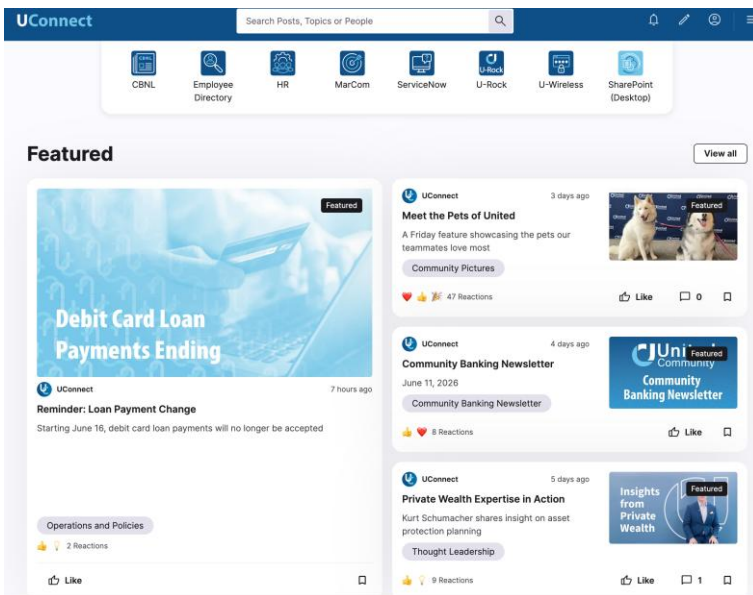 UConnect
Search Posts, Topics or People
CBNL
CBNL
Employee
Directory
HR
MarCom
ServiceNow
U-Rock
U-Rock
U-Wireless
SharePoint
(Desktop)
Featured
View all
Featured
Debit Card Loan
Payments Ending
UConnect
7 hours ago
Reminder: Loan Payment Change
Starting June 16, debit card loan payments will no longer be accepted
Operations and Policies
2 Reactions
Like
UConnect
3 days ago
Meet the Pets of United
A Friday feature showcasing the pets our
teammates love most
Community Pictures
47 Reactions
Like
0
Featured
UConnect
4 days ago
Community Banking Newsletter
June 11, 2026
Community Banking Newsletter
8 Reactions
Like
Featured
Community
Community
Banking Newsletter
UConnect
5 days ago
Private Wealth Expertise in Action
Kurt Schumacher shares insight on asset
protection planning
Thought Leadership
9 Reactions
Like
1
Insights
from
Private
Wealth
Featured